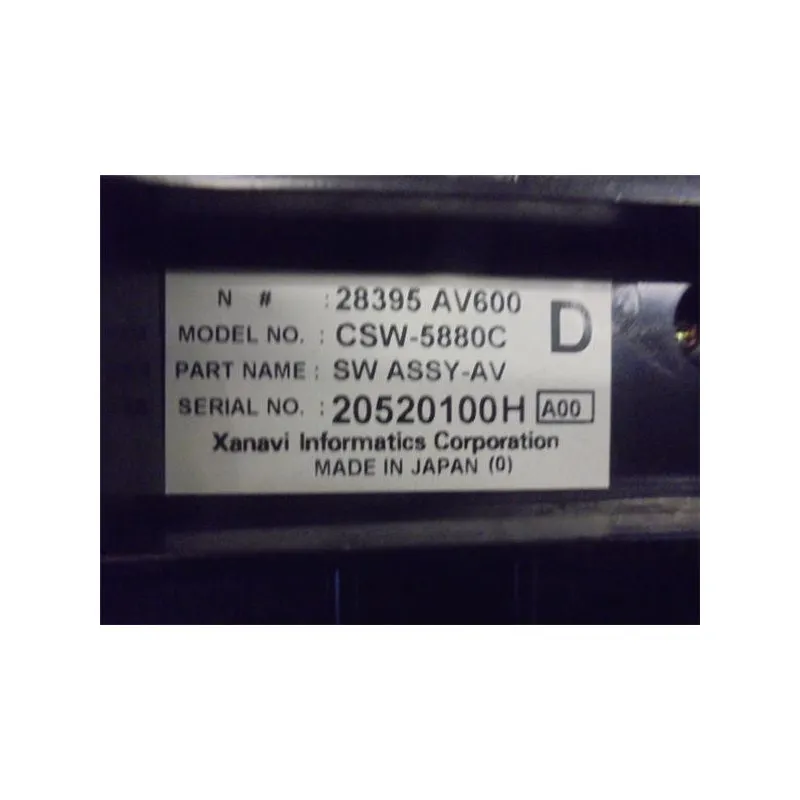 N # : 28395 AV600 D
MODEL NO. : CSW-5880C
PART NAME : SW ASSY-AV
SERIAL NO. : 20520100H A00
Xanavi Informatics Corporation
MADE IN JAPAN (0)